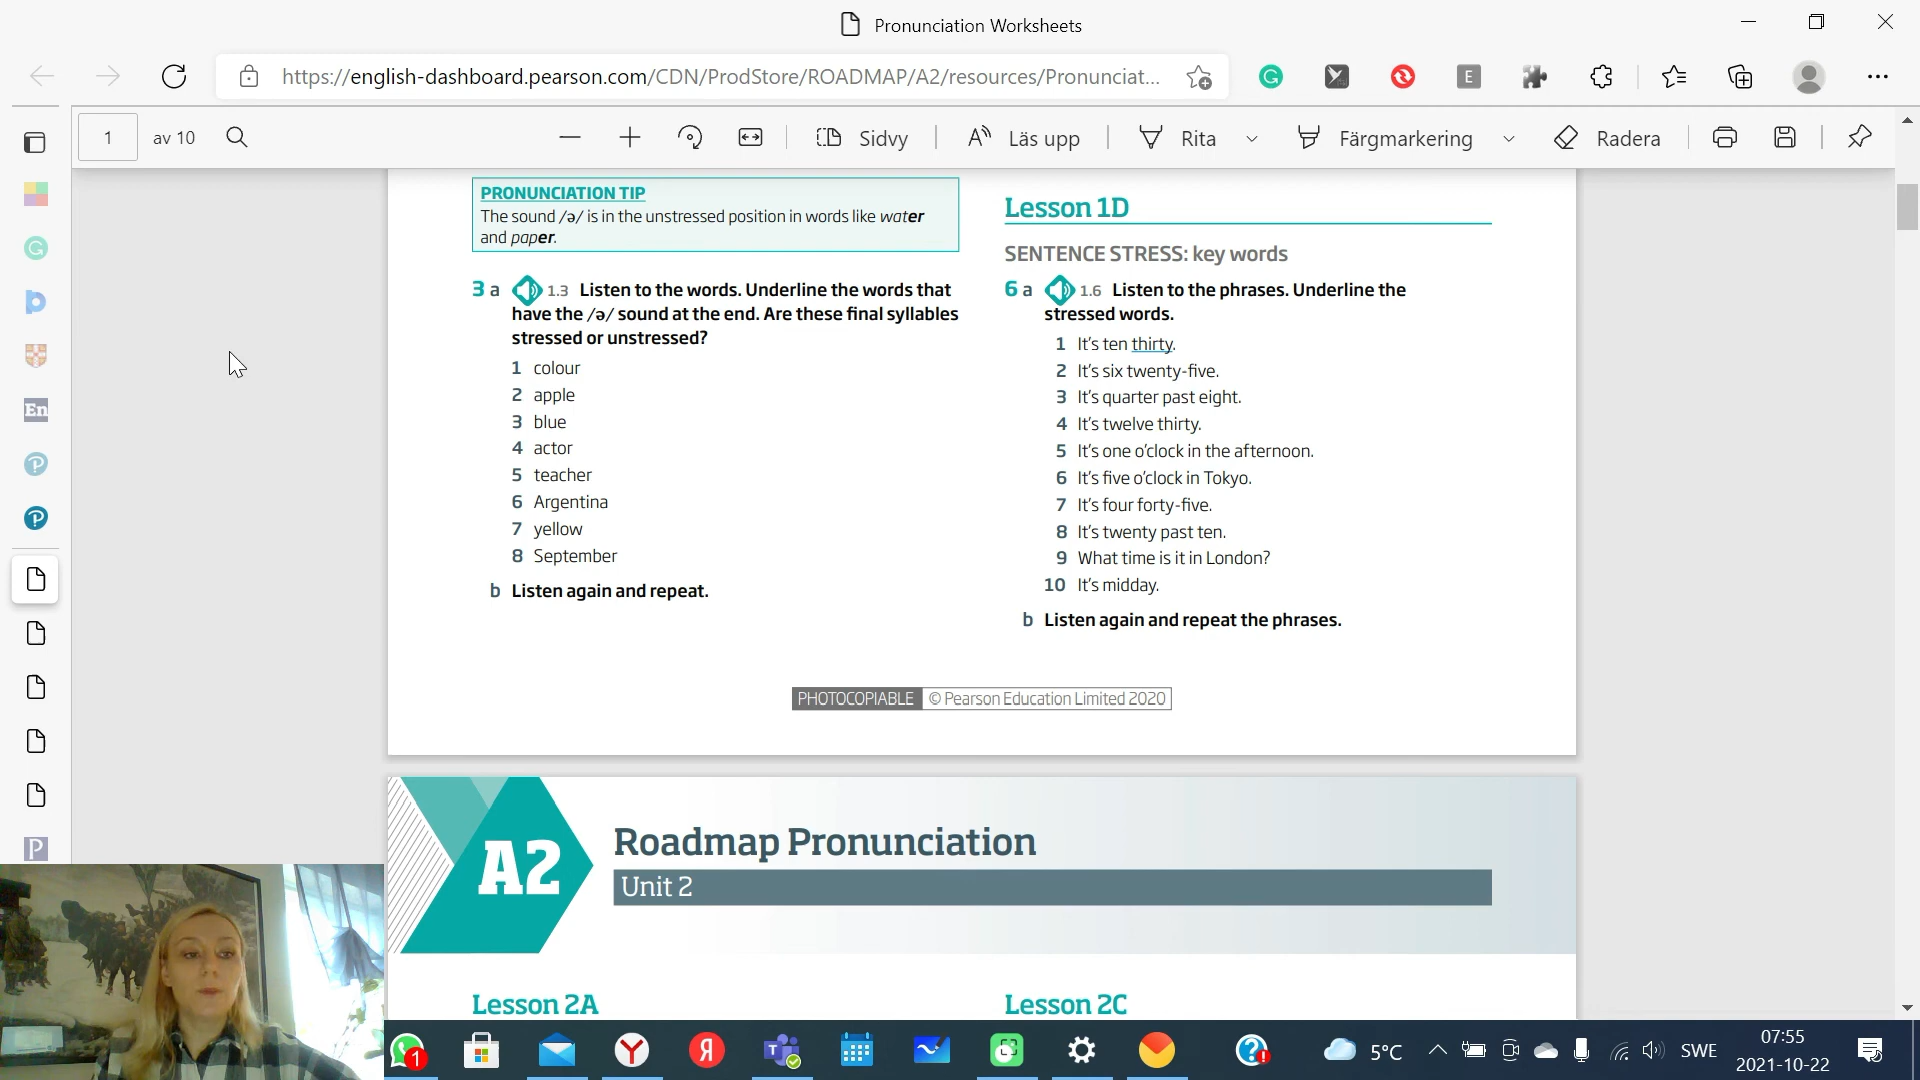 Pronunciation Worksheets
https://english-dashboard.pearson.com/CDN/ProdStore/ROADMAP/A2/resources/Pronunciat...
1 av 10
Sidvy
Läs upp
Rita
Färgmarkering
Radera
PRONUNCIATION TIP
The sound /ə/ is in the unstressed position in words like water
and paper.
3 a 1.3 Listen to the words. Underline the words that
have the /ə/ sound at the end. Are these final syllables
stressed or unstressed?
1 colour
2 apple
3 blue
4 actor
5 teacher
6 Argentina
7 yellow
8 September
b Listen again and repeat.
Lesson 1D
SENTENCE STRESS: key words
6 a 1.6 Listen to the phrases. Underline the
stressed words.
1 It's ten thirty.
2 It's six twenty-five.
3 It's quarter past eight.
4 It's twelve thirty.
5 It's one o'clock in the afternoon.
6 It's five o'clock in Tokyo.
7 It's four forty-five.
8 It's twenty past ten.
9 What time is it in London?
10 It's midday.
b Listen again and repeat the phrases.
PHOTOCOPIABLE © Pearson Education Limited 2020
A2
Roadmap Pronunciation
Unit 2
Lesson 2A
Lesson 2C
En
E
1
5°C
SWE
07:55
2021-10-22